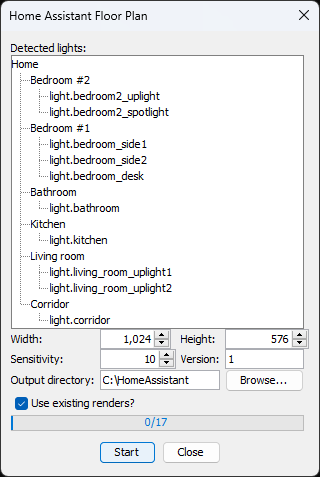 Home Assistant Floor Plan
Detected lights:
Home
Bedroom #2
light.bedroom2_uplight
light.bedroom2_spotlight
Bedroom #1
light.bedroom_side1
light.bedroom_side2
light.bedroom_desk
Bathroom
light.bathroom
Kitchen
light.kitchen
Living room
light.living_room_uplight1
light.living_room_uplight2
Corridor
light.corridor
Width: 1,024 Height: 576
Sensitivity: 10 Version: 1
Output directory: C:\HomeAssistant Browse...
Use existing renders?
0/17
Start Close